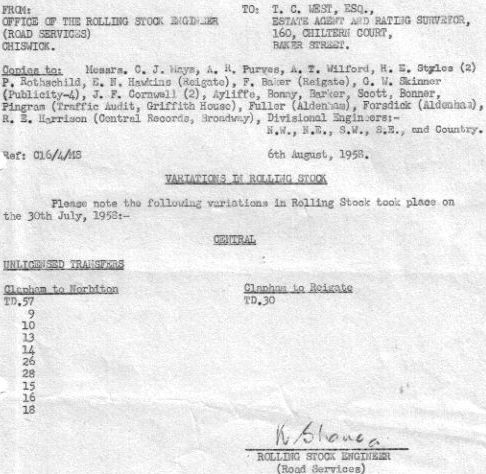 FROM: TO: T. C. WEST, ESQ.,
OFFICE OF THE ROLLING STOCK ENGINEER ESTATE AGENT AND RATING SURVEYOR,
(ROAD SERVICES) 160, CHILTERN COURT,
CHISWICK. BAKER STREET.
Copies to: Messrs. C. J. Ways, A. R. Purves, A. T. Wilford, H. E. Styles (2)
P. Rothschild, E. N. Hawkins (Reigate), F. Baker (Reigate), G. W. Skinner
(Publicity-4), J. F. Cornwell (2), Ayliffe, Bonny, Barker, Scott, Bonner,
Pingram (Traffic Audit, Griffith House), Fuller (Aldenham), Forsdick (Aldenham),
R. E. Harrison (Central Records, Broadway), Divisional Engineers:-
N.W., N.E., S.W., S.E., and Country.
Ref: C16/4/MS 6th August, 1958.
VARIATIONS IN ROLLING STOCK
Please note the following variations in Rolling Stock took place on
the 30th July, 1958:-
CENTRAL
UNLICENSED TRANSFERS
Clapham to Norbiton Clapham to Reigate
TD.57 TD.30
9
10
13
14
26
28
15
16
18
ROLLING STOCK ENGINEER
(Road Services)